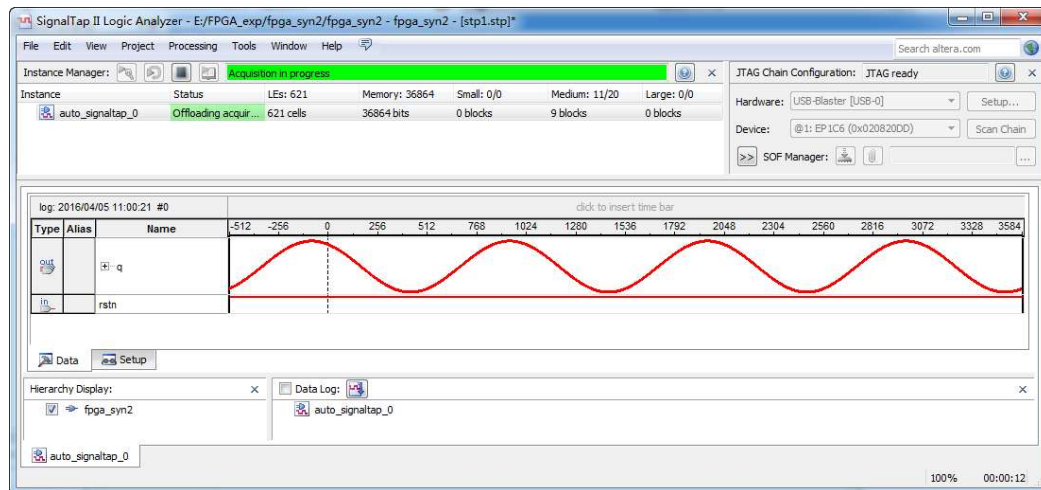 SignalTap II Logic Analyzer - E:/FPGA_exp/fpga_syn2/fpga_syn2 - fpga_syn2 - [stp1.stp]*
File Edit View Project Processing Tools Window Help Search altera.com
Instance Manager: Acquisition in progress
JTAG Chain Configuration: JTAG ready
Instance Status LEs: 621 Memory: 36864 Small: 0/0 Medium: 11/20 Large: 0/0
auto_signaltap_0 Offloading acquir... 621 cells 36864 bits 0 blocks 9 blocks 0 blocks
Hardware: USB-Blaster [USB-0] Setup...
Device: @1: EP1C6 (0x020820DD) Scan Chain
>> SOF Manager: ...
log: 2016/04/05 11:00:21 #0 click to insert time bar
Type Alias Name -512 -256 0 256 512 768 1024 1280 1536 1792 2048 2304 2560 2816 3072 3328 3584
out q
in rstn
Data Setup
Hierarchy Display: × Data Log: ×
fpga_syn2 auto_signaltap_0
auto_signaltap_0
100% 00:00:12